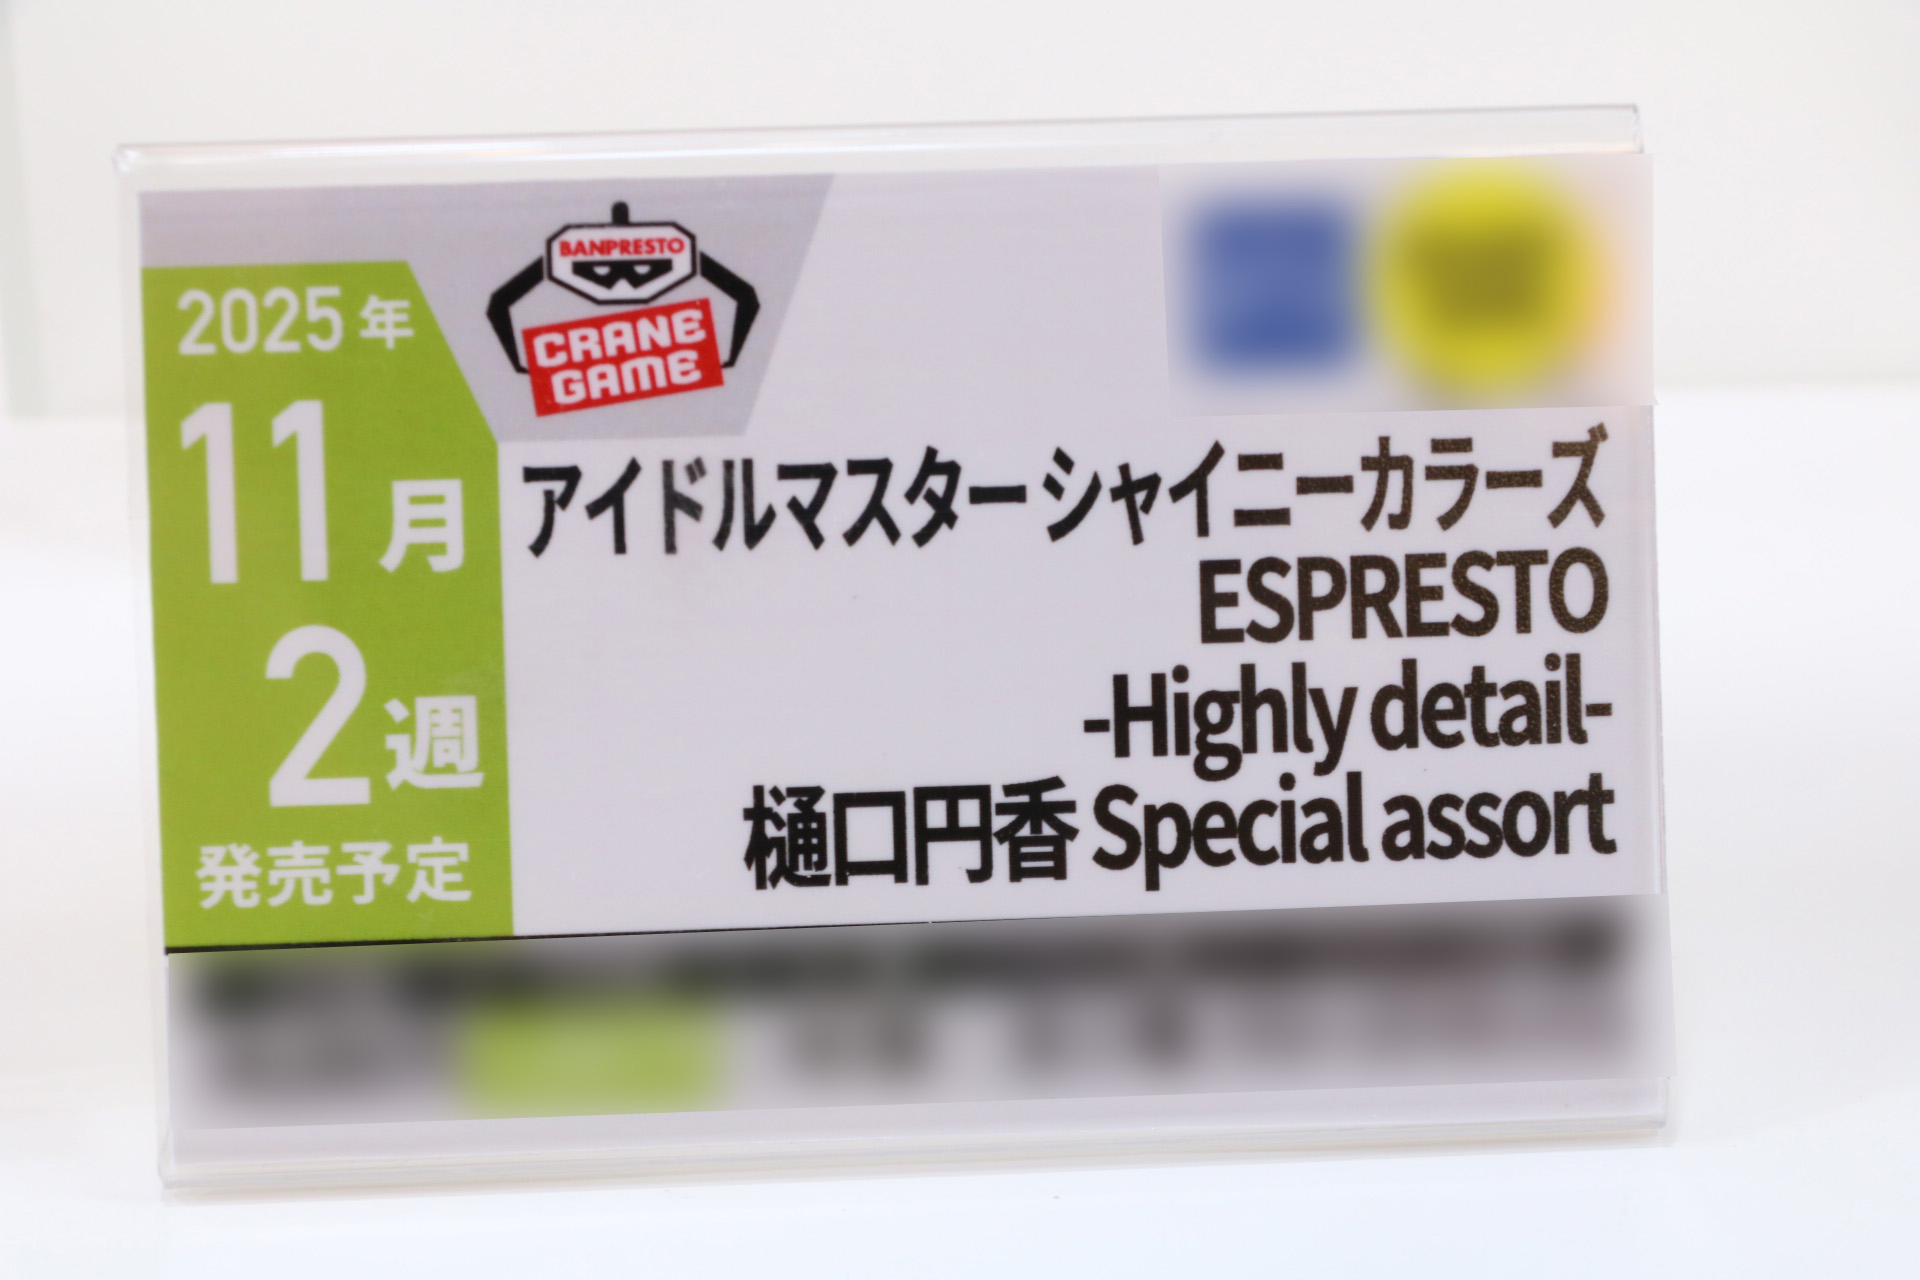 BANPRESTO
CRANE
GAME
2025年
11月
2週
発売予定
アイドルマスターシャイニーカラーズ
ESPRESTO
-Highly detail-
樋口円香 Special assort